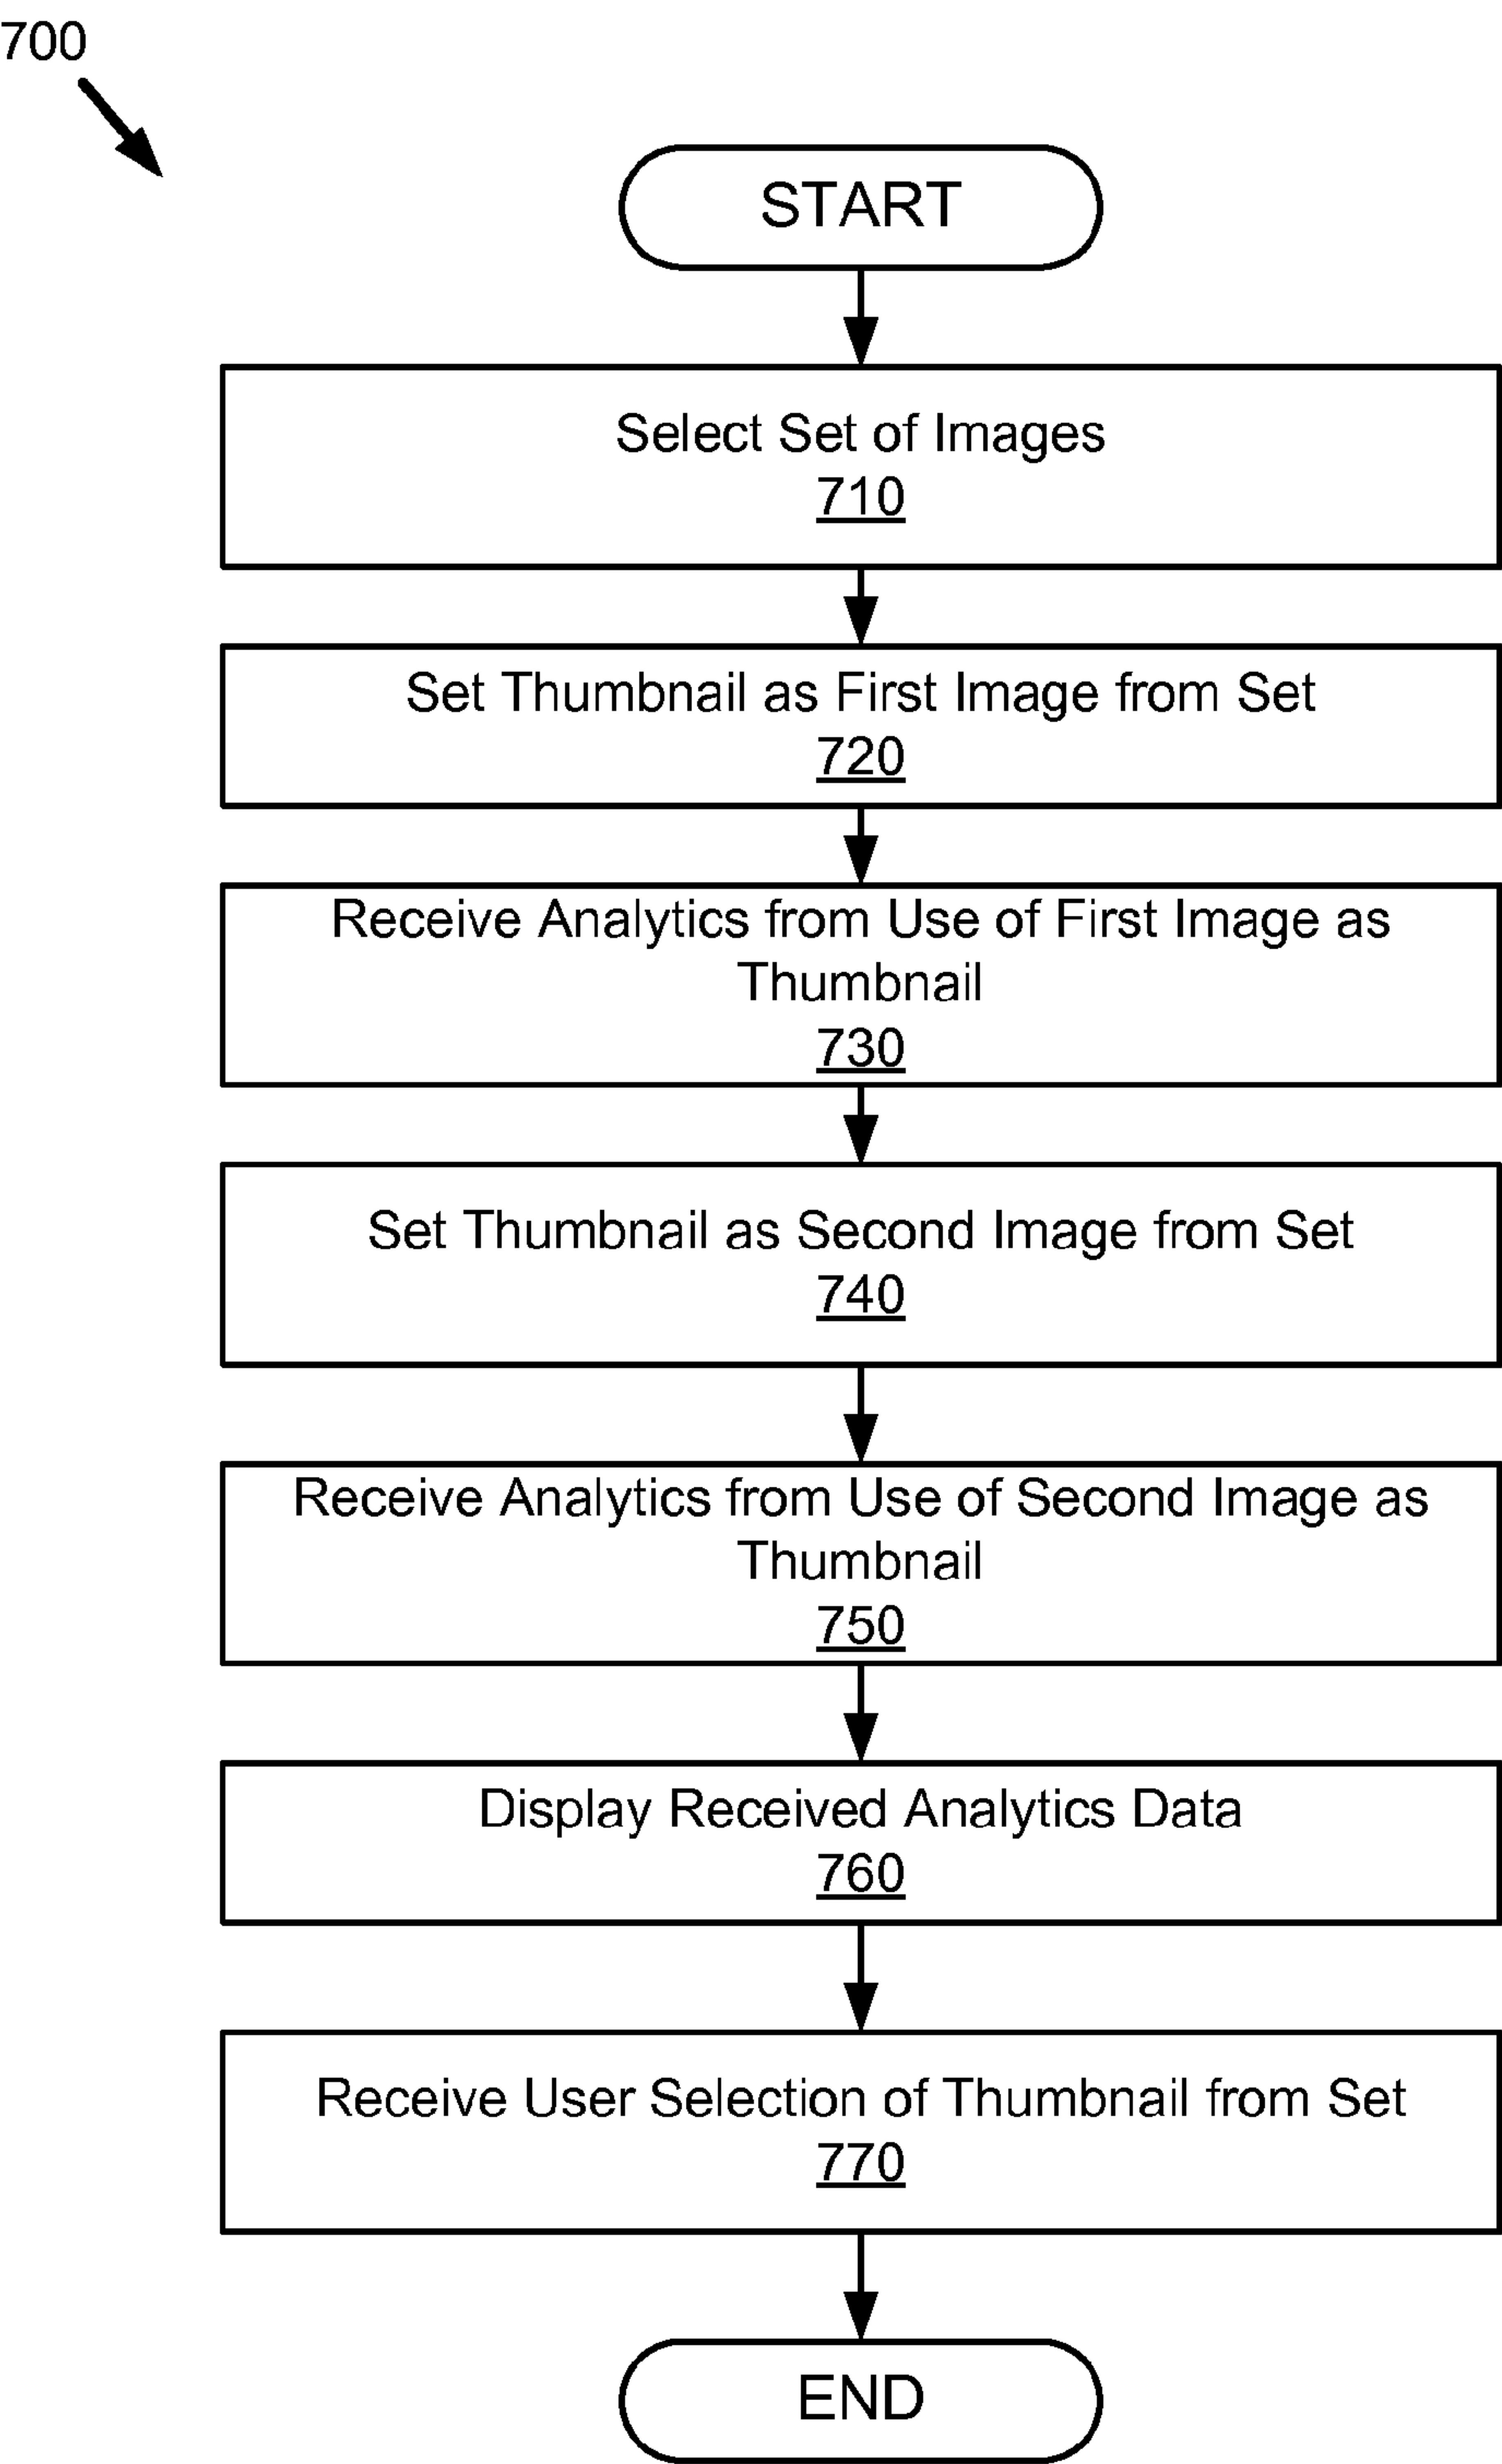 700
START
Select Set of Images
710
Set Thumbnail as First Image from Set
720
Receive Analytics from Use of First Image as
Thumbnail
730
Set Thumbnail as Second Image from Set
740
Receive Analytics from Use of Second Image as
Thumbnail
750
Display Received Analytics Data
760
Receive User Selection of Thumbnail from Set
770
END